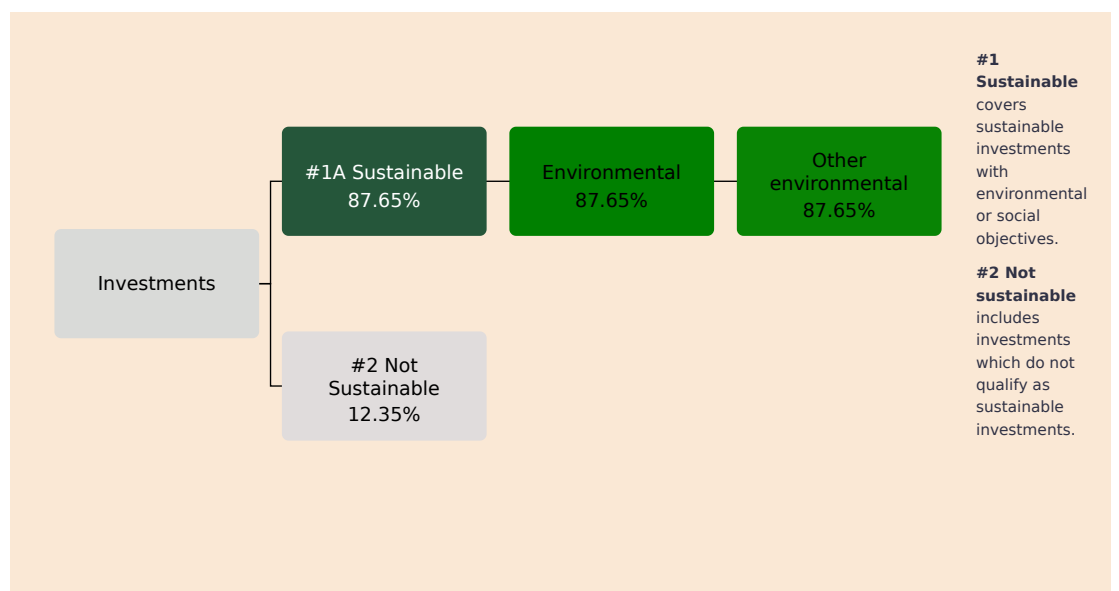 Investments
#1A Sustainable
87.65%
Environmental
87.65%
Other
environmental
87.65%
#2 Not
Sustainable
12.35%
#1
Sustainable
covers
sustainable
investments
with
environmental
or social
objectives.
#2 Not
sustainable
includes
investments
which do not
qualify as
sustainable
investments.